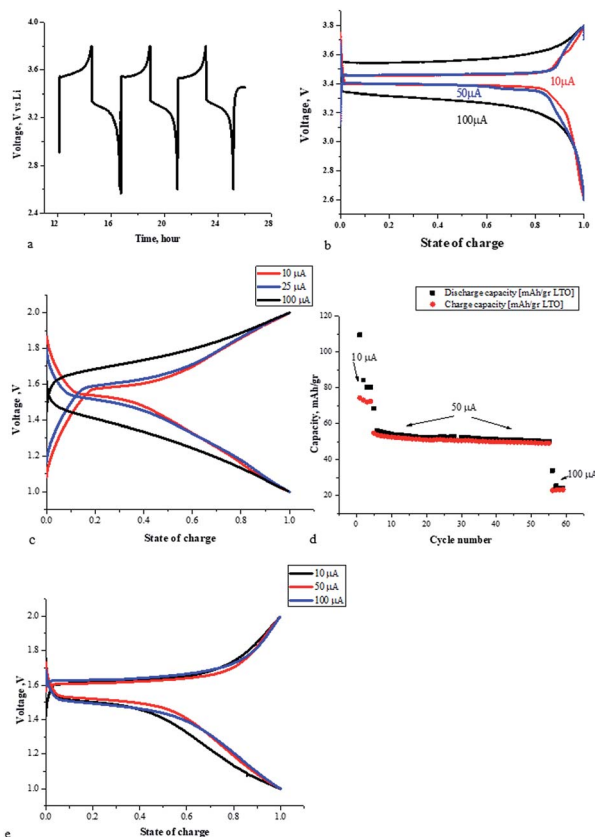 4.4
4.0
3.6
3.2
2.8
2.4
12
16
20
24
28
Voltage, V vs Li
Time, hour
a
3.8
3.6
3.4
3.2
3.0
2.8
2.6
0.0
0.2
0.4
0.6
0.8
1.0
Voltage, V
10μA
50μA
100μA
State of charge
b
10 μA
25 μA
100 μA
2.0
1.8
1.6
1.4
1.2
1.0
0.0
0.2
0.4
0.6
0.8
1.0
Voltage ,V
State of charge
c
Discharge capacity [mAh/gr LTO]
Charge capacity [mAh/gr LTO]
120
100
80
60
40
20
0
10
20
30
40
50
60
Capacity, mAh/gr
10 μA
50 μA
100 μA
Cycle number
d
10 μA
50 μA
100 μA
2.0
1.8
1.6
1.4
1.2
1.0
0.0
0.2
0.4
0.6
0.8
1.0
Voltage ,V
State of charge
e